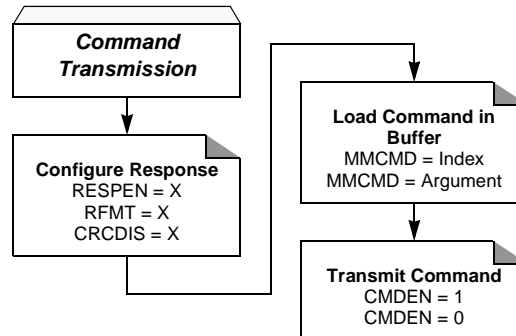 Command
Transmission
Configure Response
RESPEN = X
RFMT = X
CRCDIS = X
Load Command in
Buffer
MMCMD = Index
MMCMD = Argument
Transmit Command
CMDEN = 1
CMDEN = 0